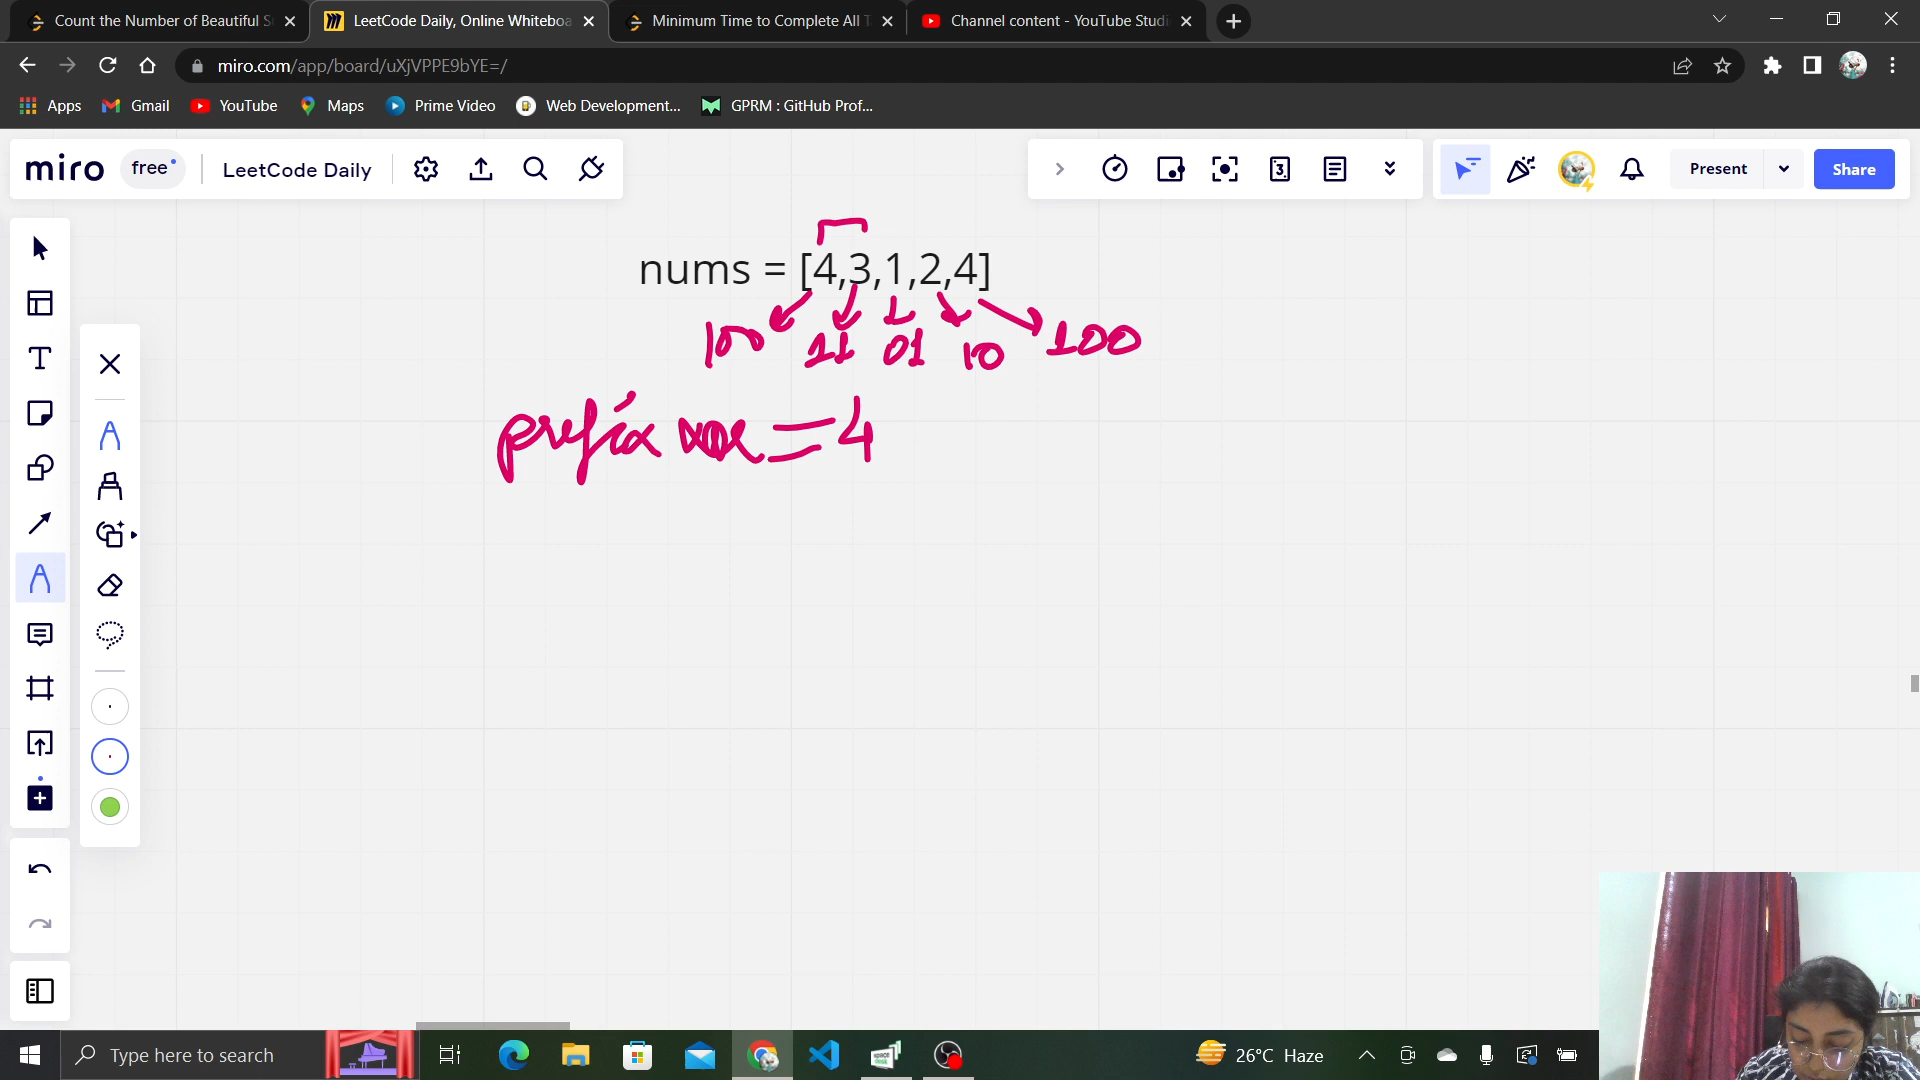 Count the Number of Beautiful S
LeetCode Daily, Online Whiteboa
Minimum Time to Complete All T
Channel content - YouTube Studi
miro.com/app/board/uXjVPPE9bYE=/
Apps
Gmail
YouTube
Maps
Prime Video
Web Development...
GPRM : GitHub Prof...
miro
free
LeetCode Daily
3
Present
Share
nums = [4,3,1,2,4]
100 11 01 10 100
prefix xor = 4
Type here to search
26°C Haze